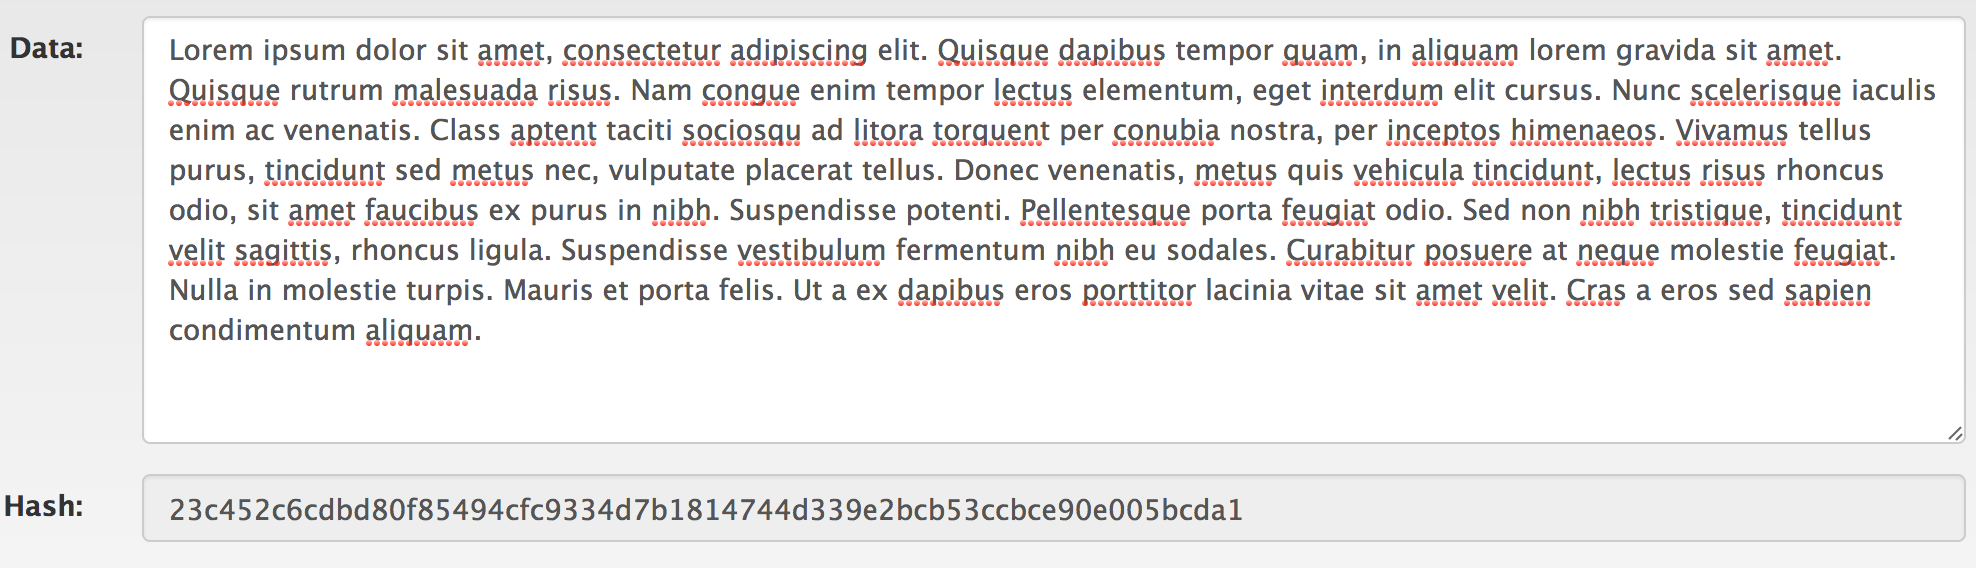 Data:
Lorem ipsum dolor sit amet, consectetur adipiscing elit. Quisque dapibus tempor quam, in aliquam lorem gravida sit amet.
Quisque rutrum malesuada risus. Nam congue enim tempor lectus elementum, eget interdum elit cursus. Nunc scelerisque iaculis
enim ac venenatis. Class aptent taciti sociosqu ad litora torquent per conubia nostra, per inceptos himenaeos. Vivamus tellus
purus, tincidunt sed metus nec, vulputate placerat tellus. Donec venenatis, metus quis vehicula tincidunt, lectus risus rhoncus
odio, sit amet faucibus ex purus in nibh. Suspendisse potenti. Pellentesque porta feugiat odio. Sed non nibh tristique, tincidunt
velit sagittis, rhoncus ligula. Suspendisse vestibulum fermentum nibh eu sodales. Curabitur posuere at neque molestie feugiat.
Nulla in molestie turpis. Mauris et porta felis. Ut a ex dapibus eros porttitor lacinia vitae sit amet velit. Cras a eros sed sapien
condimentum aliquam.
Hash:
23c452c6cdbd80f85494cfc9334d7b1814744d339e2bcb53ccbce90e005bcda1